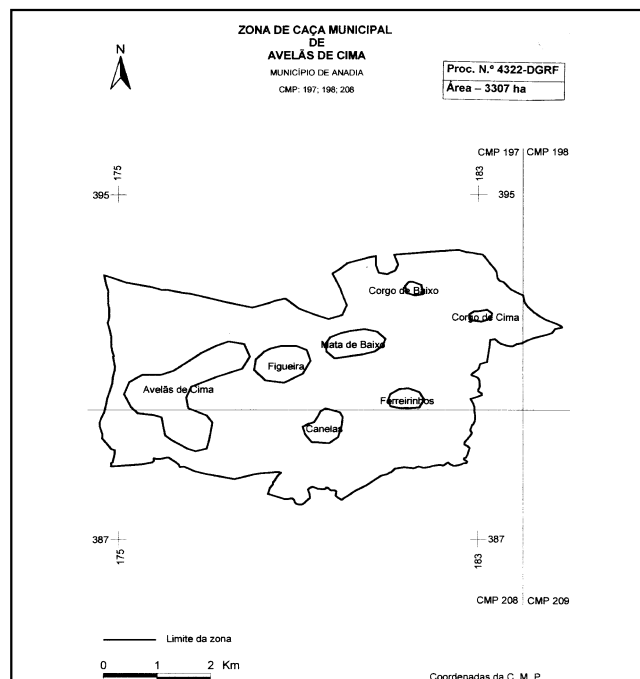 ZONA DE CAÇA MUNICIPAL
DE
AVELÃS DE CIMA
MUNICÍPIO DE ANADIA
CMP: 197; 198; 208
N
Proc. N.º 4322-DGRF
Área – 3307 ha
CMP 197
CMP 198
175
183
395
395
Corgo de Baixo
Corgo de Cima
Mata de Baixo
Figueira
Avelãs de Cima
Ferreirinhos
Canelas
387
387
175
183
CMP 208
CMP 209
Limite da zona
0 1 2 Km
Coordenadas da C. M. P.